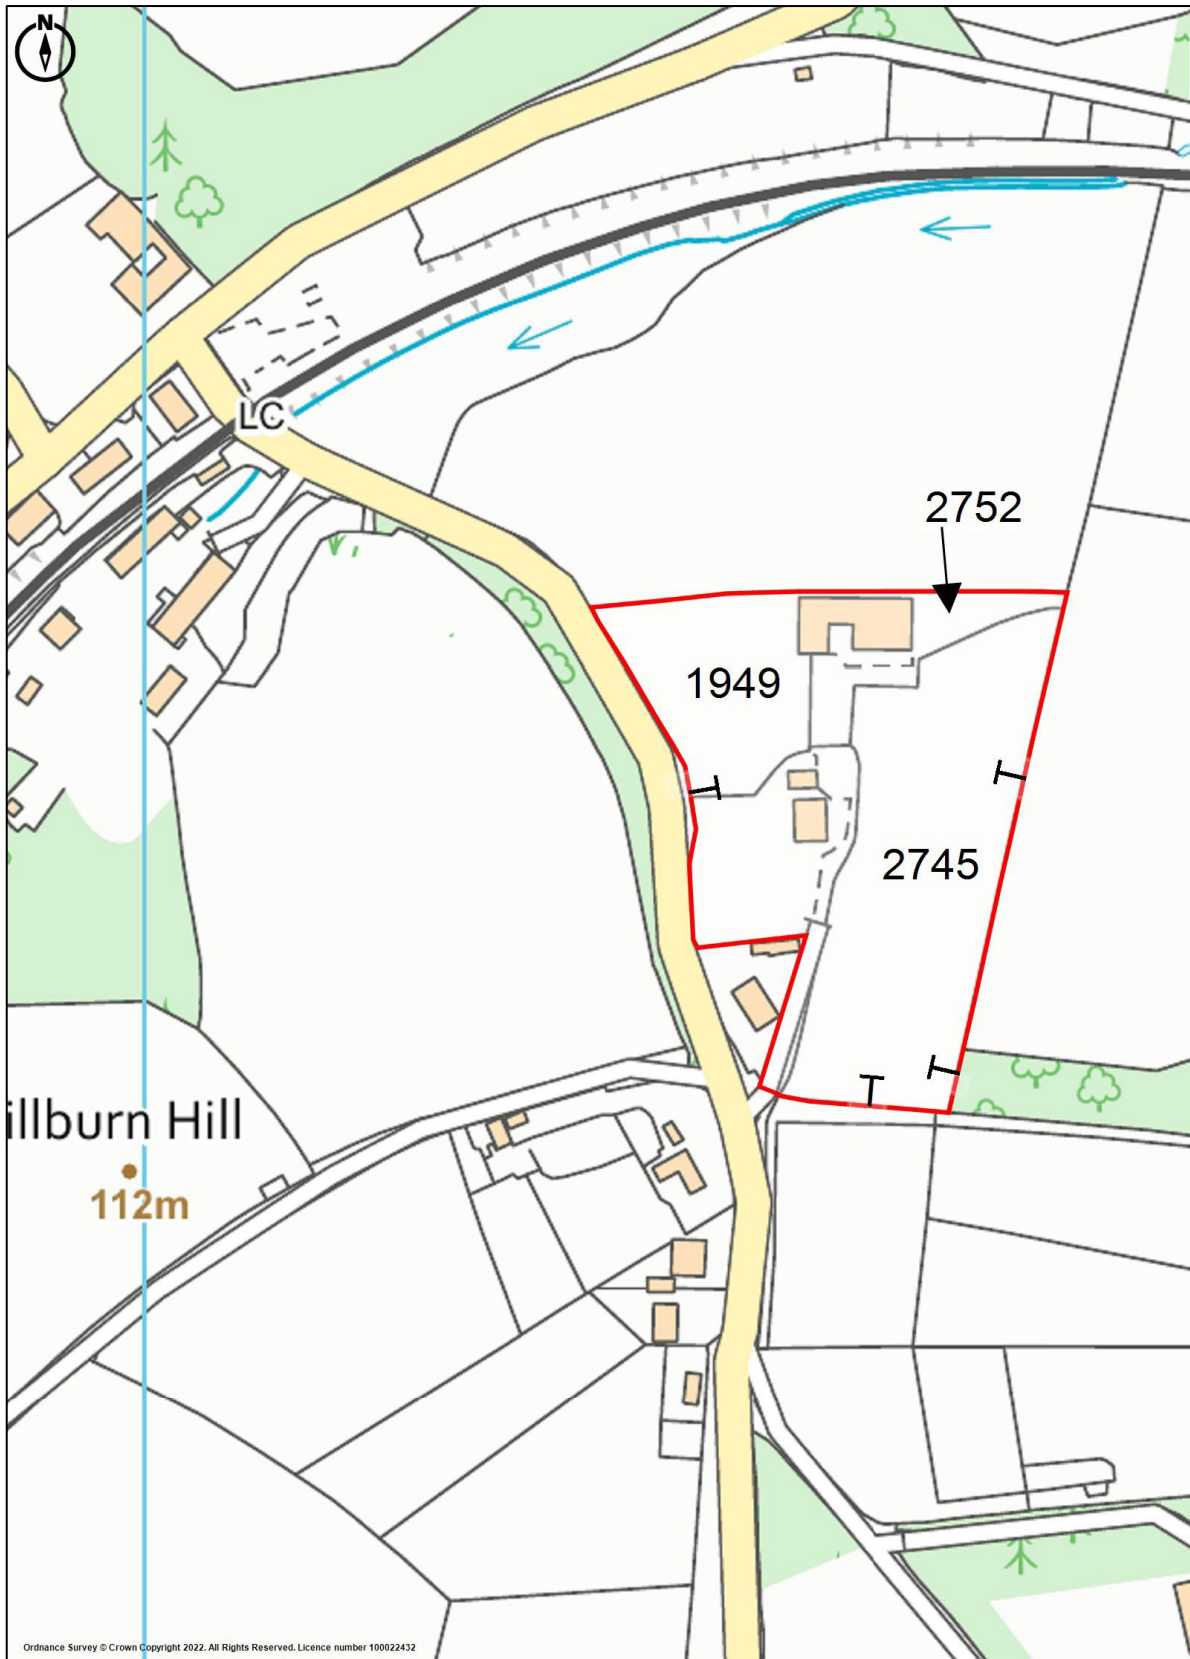 N
LC
2752
1949
2745
illburn Hill
112m
Ordnance Survey © Crown Copyright 2022. All Rights Reserved. Licence number 100022432